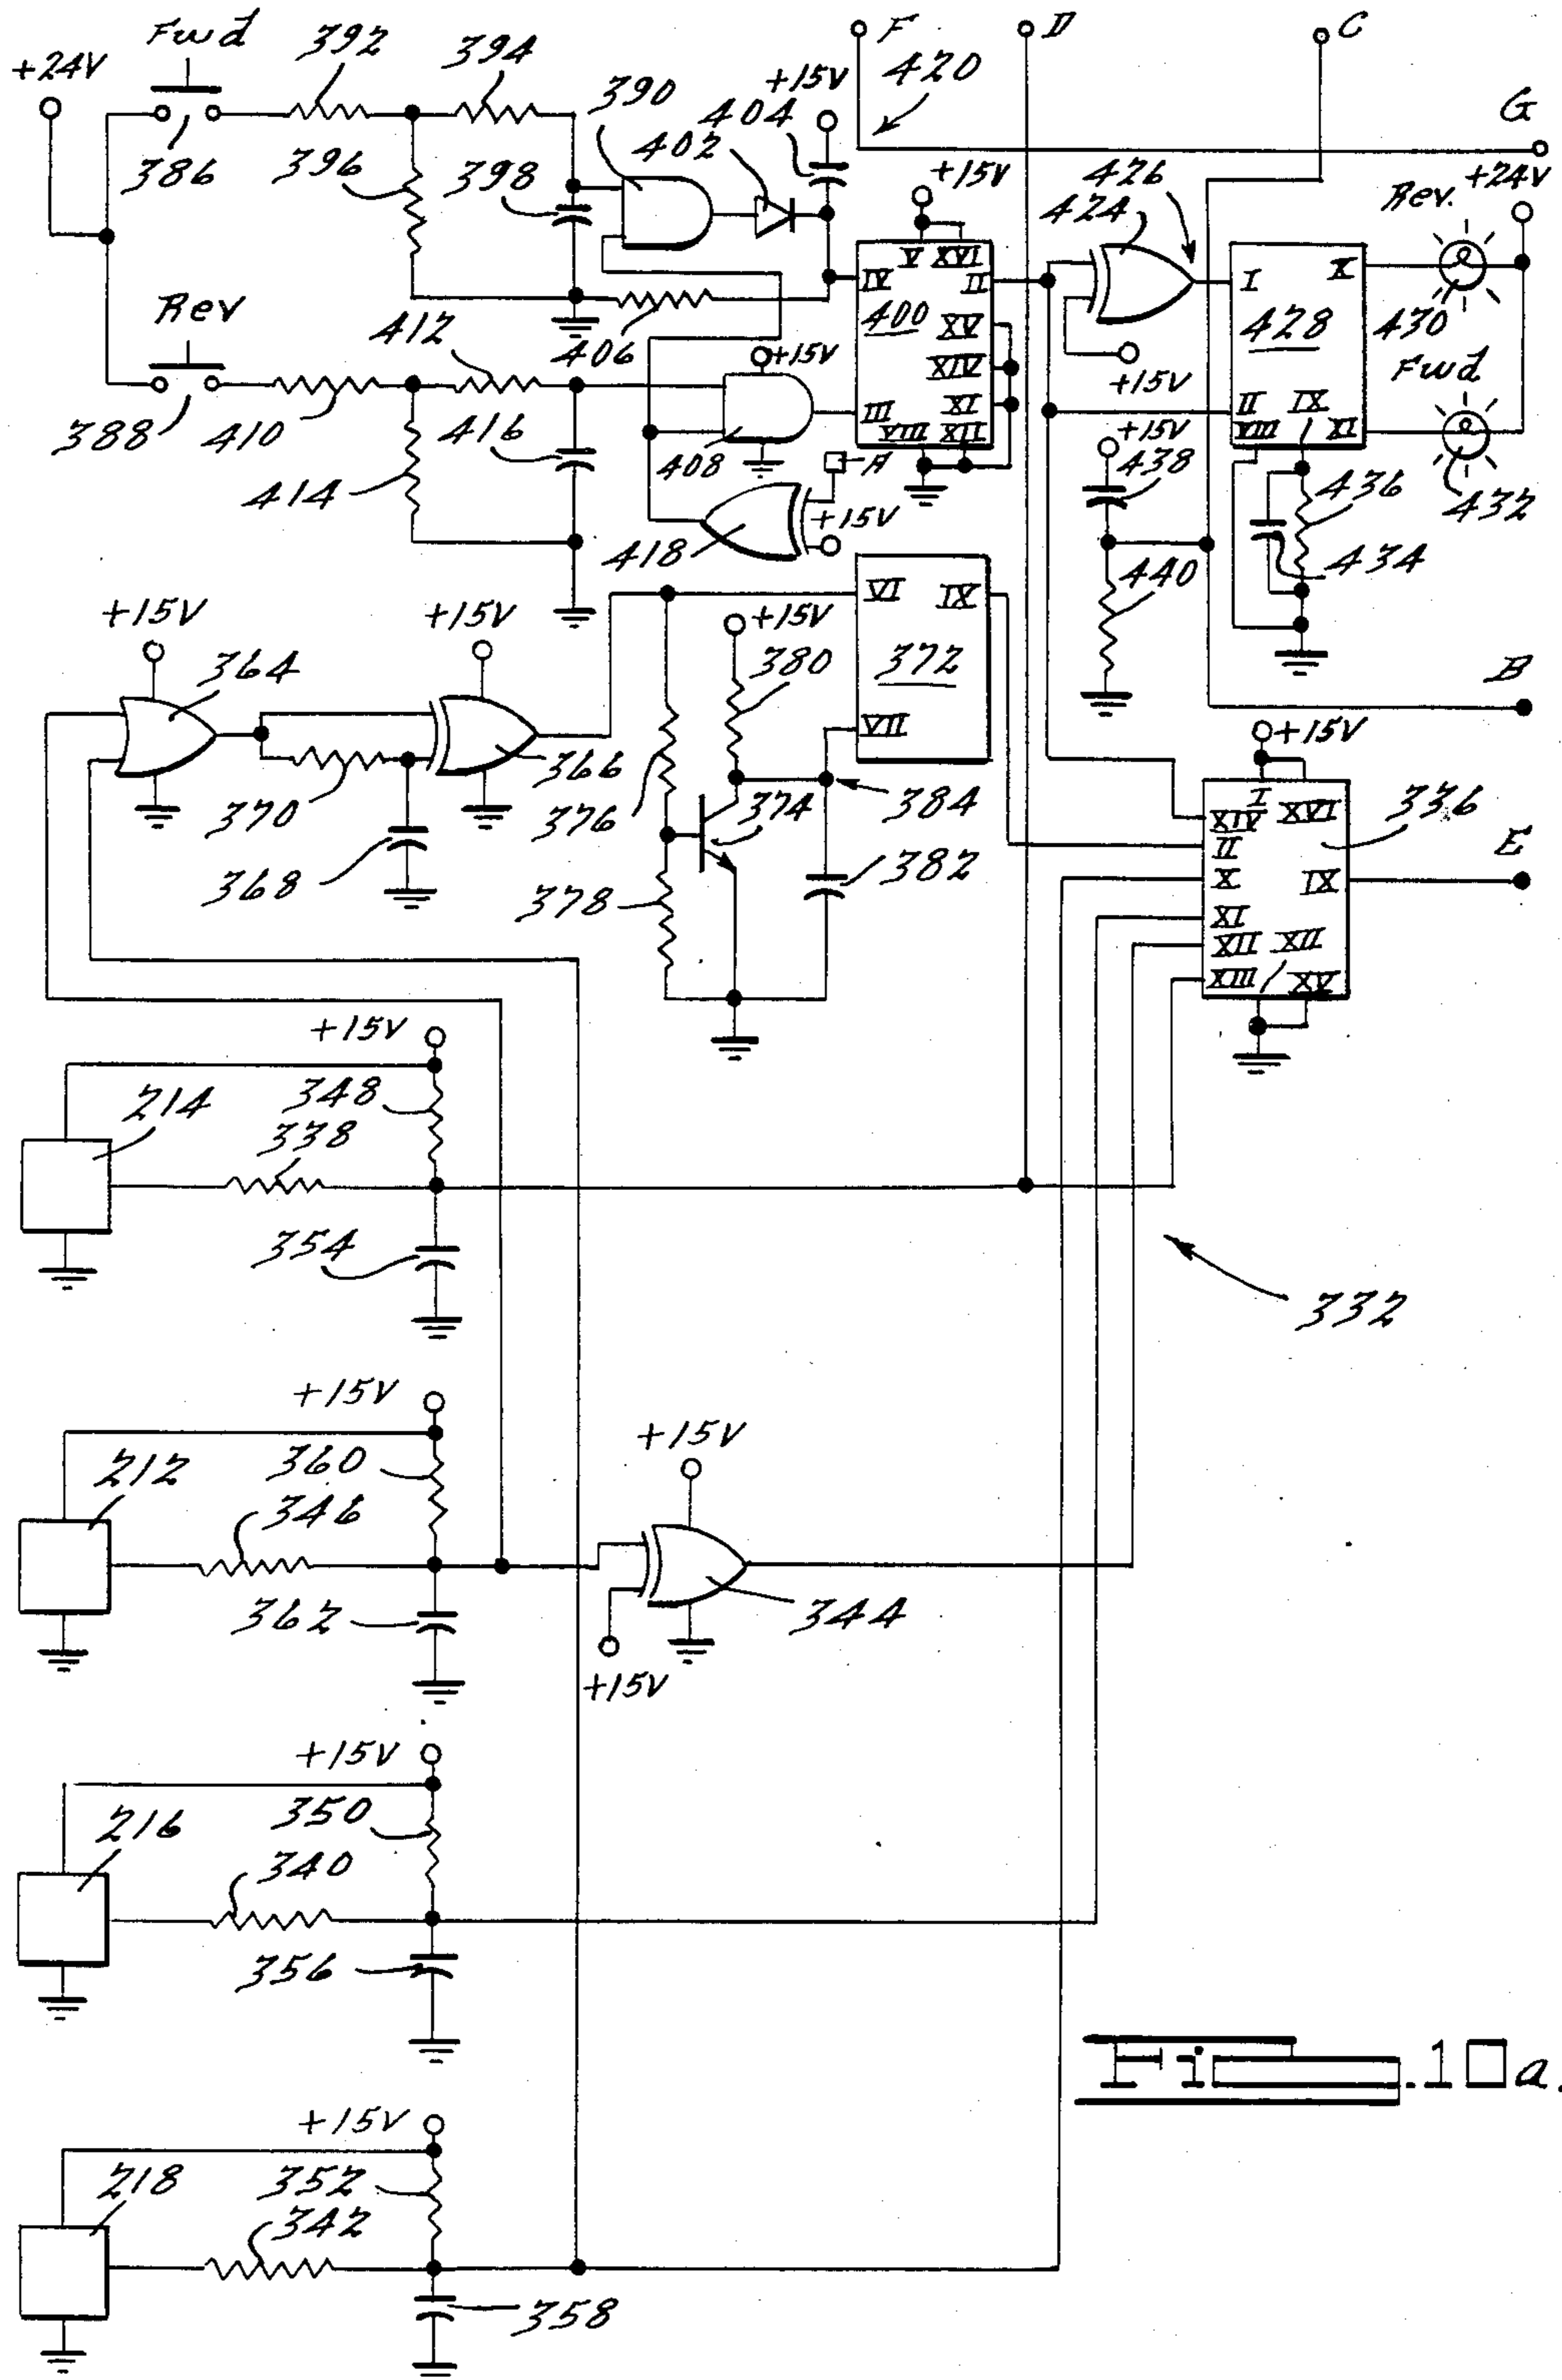 Fwd
392
394
F
D
C
+24V
390
+15V
420
404
G
386
396
398
402
+15V
426
424
Rev.
+24V
V XVI
IV
II
I
X
Rev
412
400
XV
428
430
406
+15V
XIV
+15V
Fwd
III
XI
II
IX
388
410
416
VIII
XII
VIII
XI
408
A
+15V
438
436
432
414
418
+15V
440
434
+15V
+15V
VI
IX
364
+15V
380
372
B
VII
+15V
366
370
376
374
384
I
XIV
XVI
336
II
E
368
382
X
IX
378
XI
XII
XII
XIII
XV
+15V
214
348
338
354
332
+15V
212
360
+15V
346
362
344
+15V
+15V
216
350
340
356
Fig.10a.
+15V
218
352
342
358